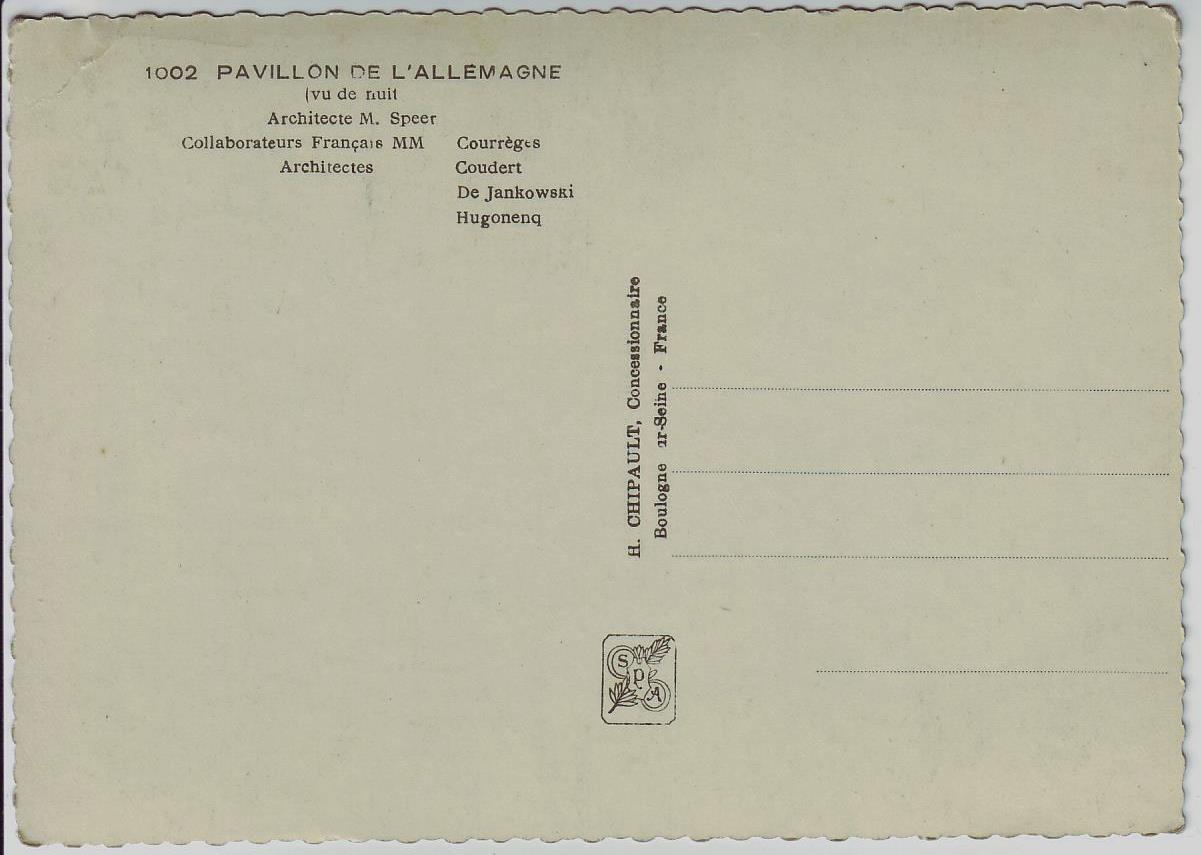 1002 PAVILLON DE L'ALLEMAGNE
(vu de nuit
Architecte M. Speer
Collaborateurs Français MM Courrèges
Architectes Coudert
De Jankowski
Hugonenq
H. CHIPAULT, Concessionnaire
Boulogne ur-Seine - France
S
P
A